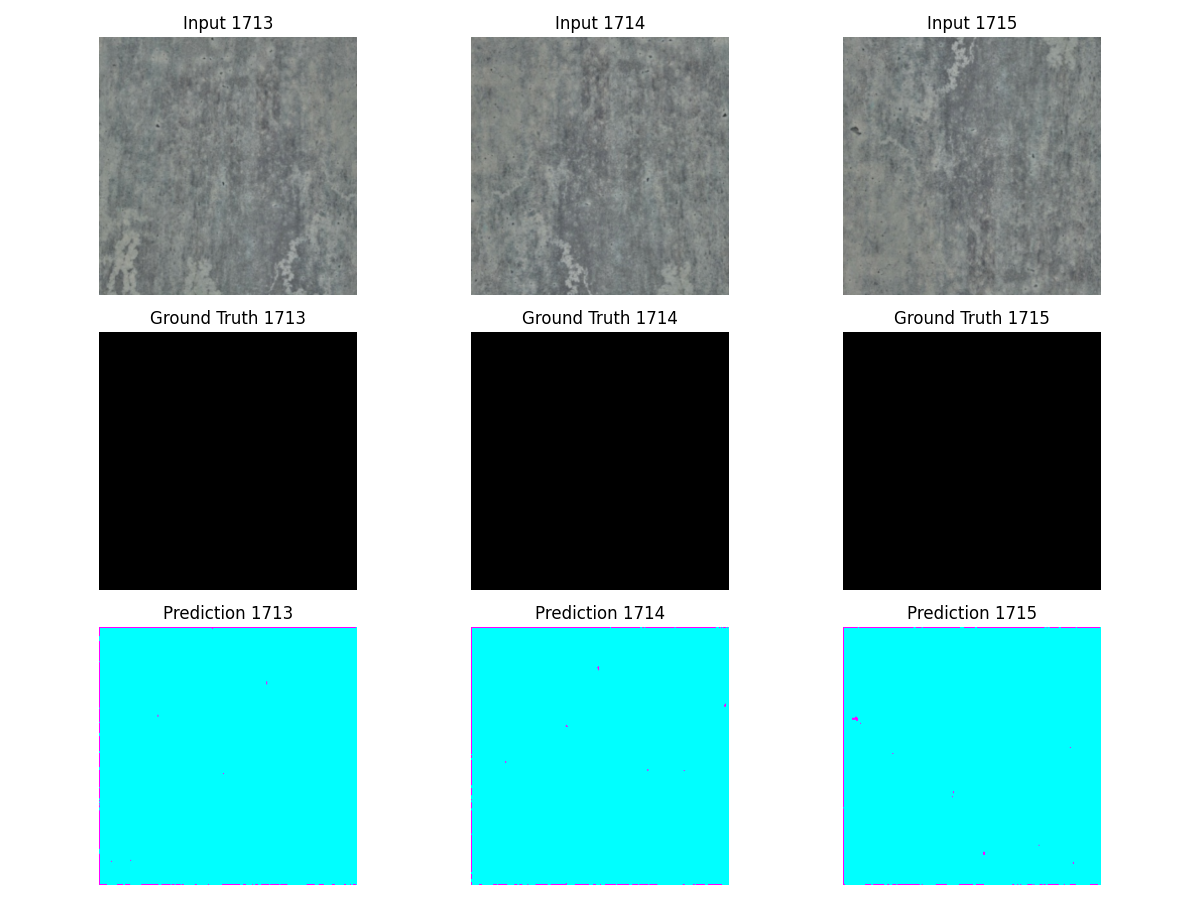 Input 1713
Input 1714
Input 1715
Ground Truth 1713
Ground Truth 1714
Ground Truth 1715
Prediction 1713
Prediction 1714
Prediction 1715